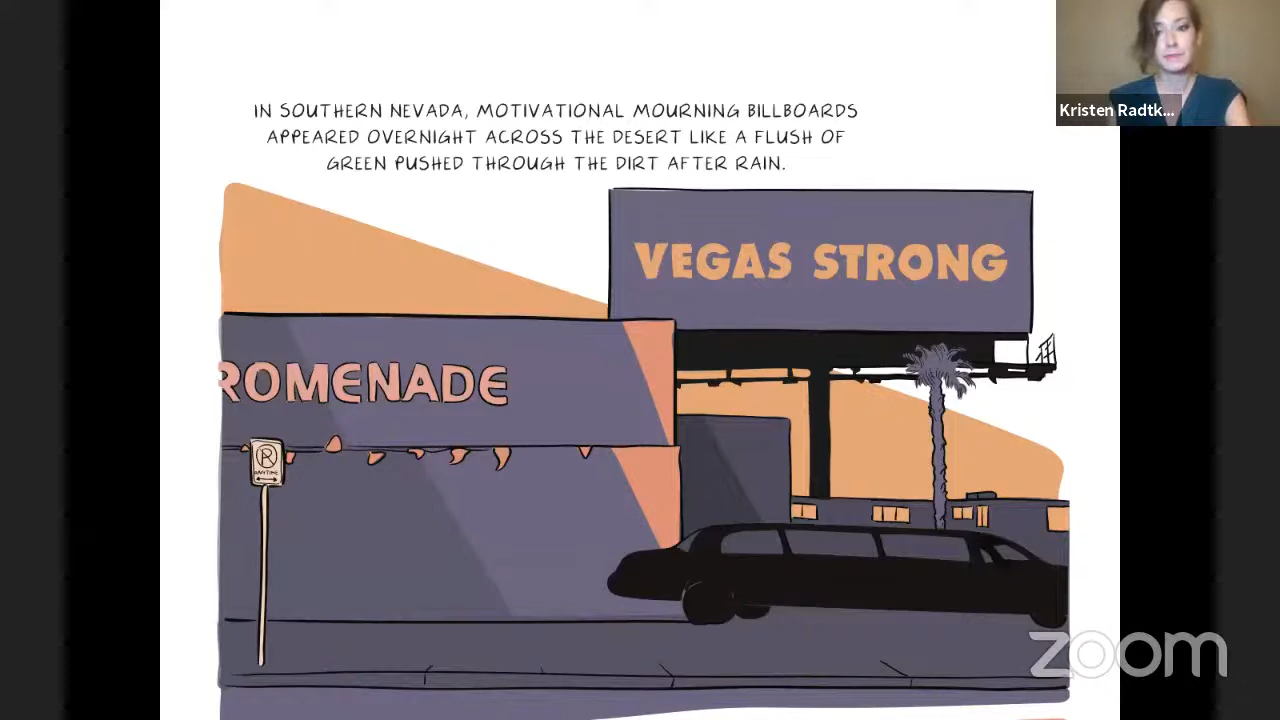 Kristen Radtk...
IN SOUTHERN NEVADA, MOTIVATIONAL MOURNING BILLBOARDS
APPEARED OVERNIGHT ACROSS THE DESERT LIKE A FLUSH OF
GREEN PUSHED THROUGH THE DIRT AFTER RAIN.
VEGAS STRONG
ROMENADE
R
ANYTIME
zoom